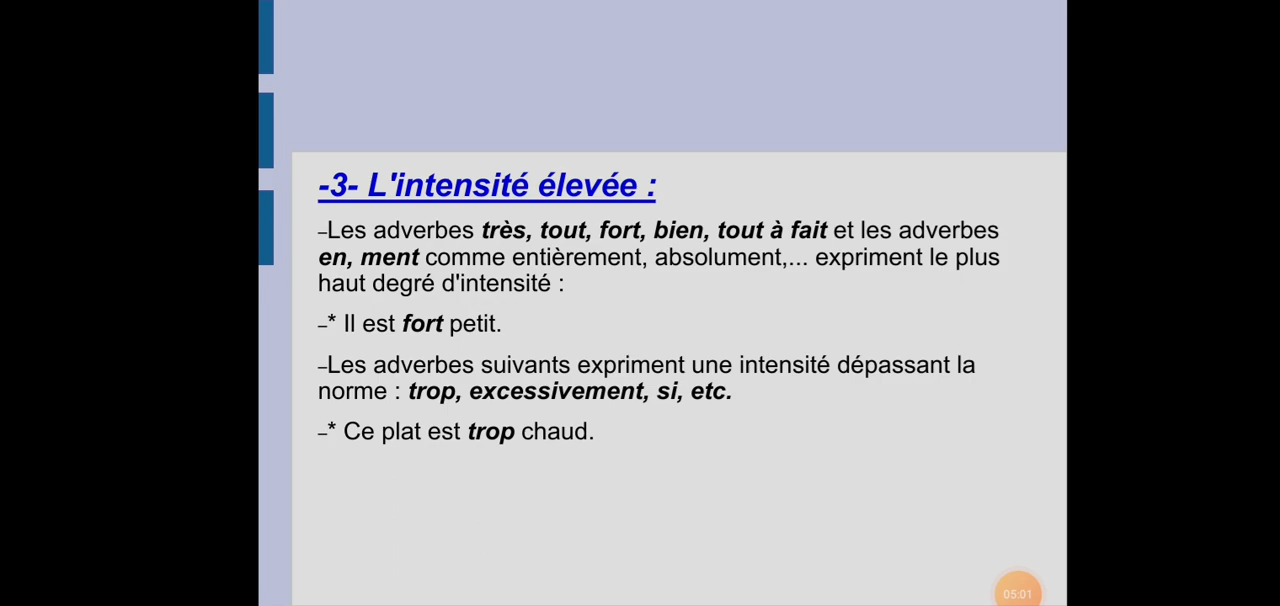 -3- L'intensité élevée :
–Les adverbes très, tout, fort, bien, tout à fait et les adverbes
en, ment comme entièrement, absolument,... expriment le plus
haut degré d'intensité :
–* Il est fort petit.
–Les adverbes suivants expriment une intensité dépassant la
norme : trop, excessivement, si, etc.
–* Ce plat est trop chaud.
05:01